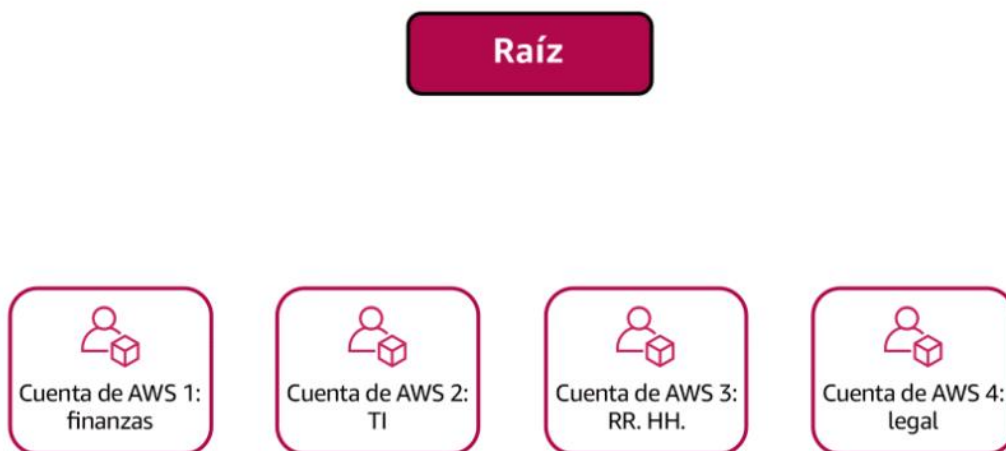 Raíz
Cuenta de AWS 1:
finanzas
Cuenta de AWS 2:
TI
Cuenta de AWS 3:
RR. HH.
Cuenta de AWS 4:
legal